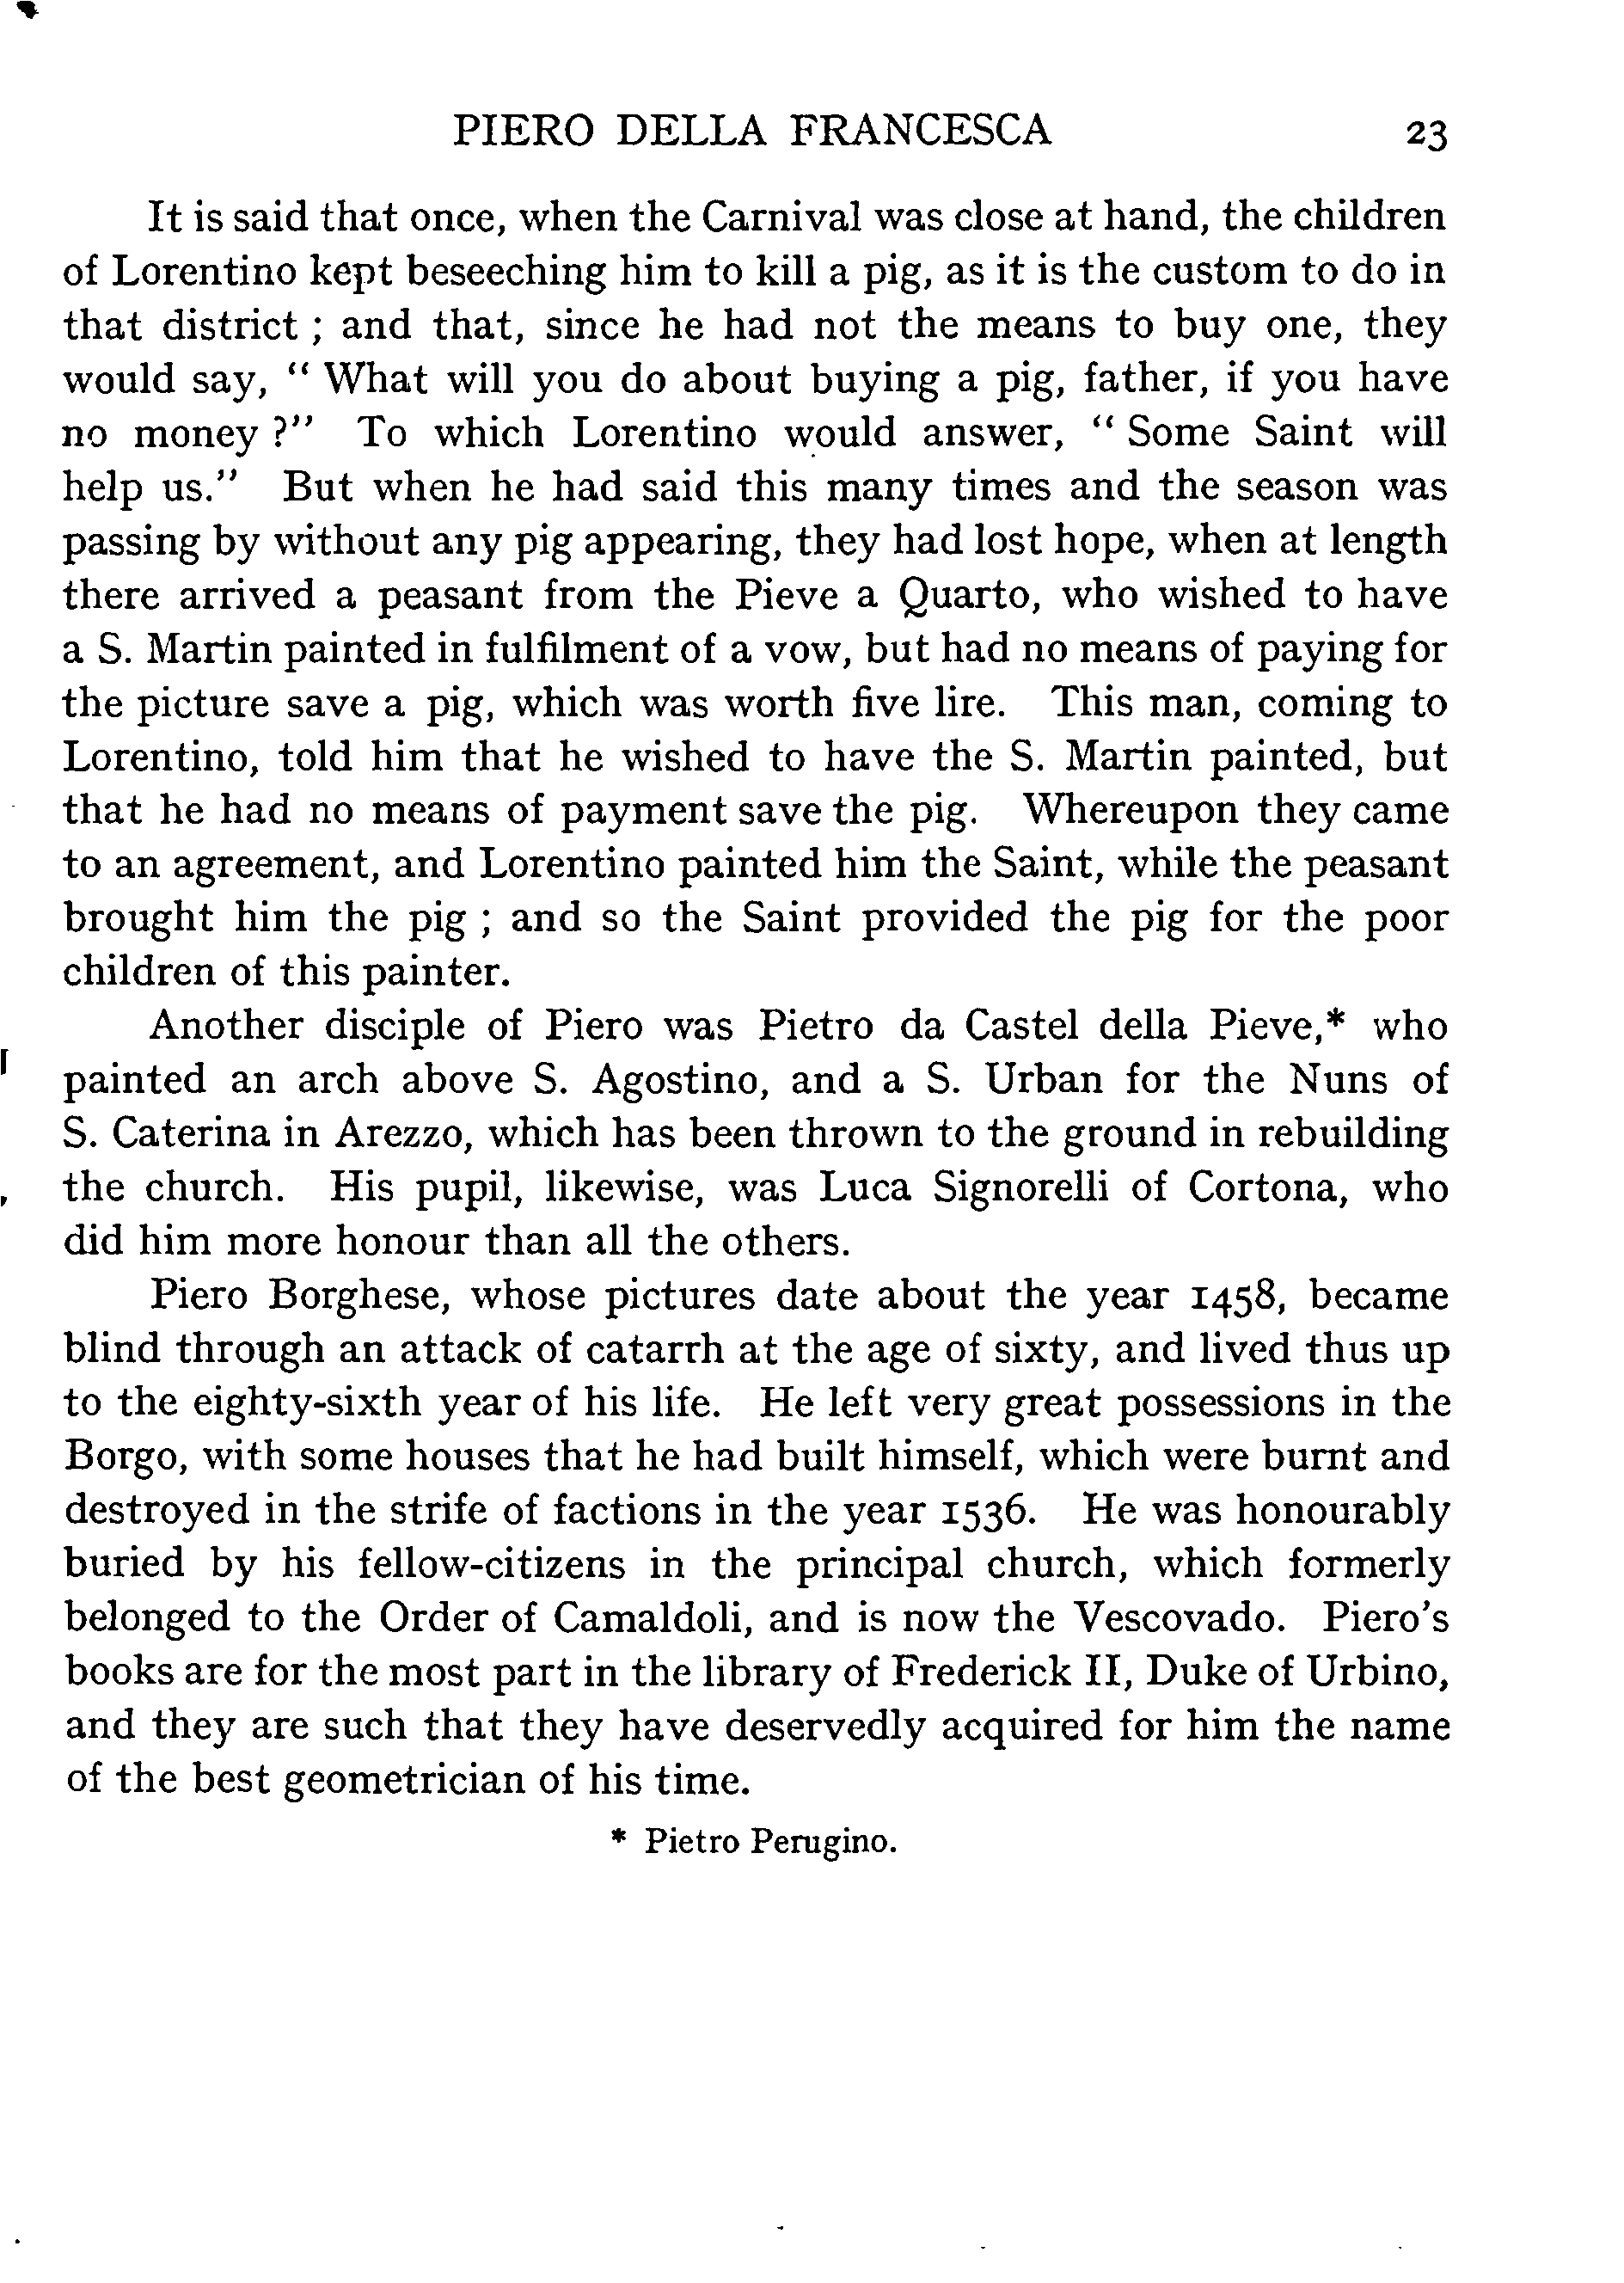 PIERO DELLA FRANCESCA 23
It is said that once, when the Carnival was close at hand, the children
of Lorentino kept beseeching him to kill a pig, as it is the custom to do in
that district ; and that, since he had not the means to buy one, they
would say, “ What will you do about buying a pig, father, if you have
no money ?” To which Lorentino would answer, “ Some Saint will
help us.” But when he had said this many times and the season was
passing by without any pig appearing, they had lost hope, when at length
there arrived a peasant from the Pieve a Quarto, who wished to have
a S. Martin painted in fulfilment of a vow, but had no means of paying for
the picture save a pig, which was worth five lire. This man, coming to
Lorentino, told him that he wished to have the S. Martin painted, but
that he had no means of payment save the pig. Whereupon they came
to an agreement, and Lorentino painted him the Saint, while the peasant
brought him the pig ; and so the Saint provided the pig for the poor
children of this painter.
Another disciple of Piero was Pietro da Castel della Pieve,* who
painted an arch above S. Agostino, and a S. Urban for the Nuns of
S. Caterina in Arezzo, which has been thrown to the ground in rebuilding
the church. His pupil, likewise, was Luca Signorelli of Cortona, who
did him more honour than all the others.
Piero Borghese, whose pictures date about the year 1458, became
blind through an attack of catarrh at the age of sixty, and lived thus up
to the eighty-sixth year of his life. He left very great possessions in the
Borgo, with some houses that he had built himself, which were burnt and
destroyed in the strife of factions in the year 1536. He was honourably
buried by his fellow-citizens in the principal church, which formerly
belonged to the Order of Camaldoli, and is now the Vescovado. Piero’s
books are for the most part in the library of Frederick II, Duke of Urbino,
and they are such that they have deservedly acquired for him the name
of the best geometrician of his time.
* Pietro Perugino.